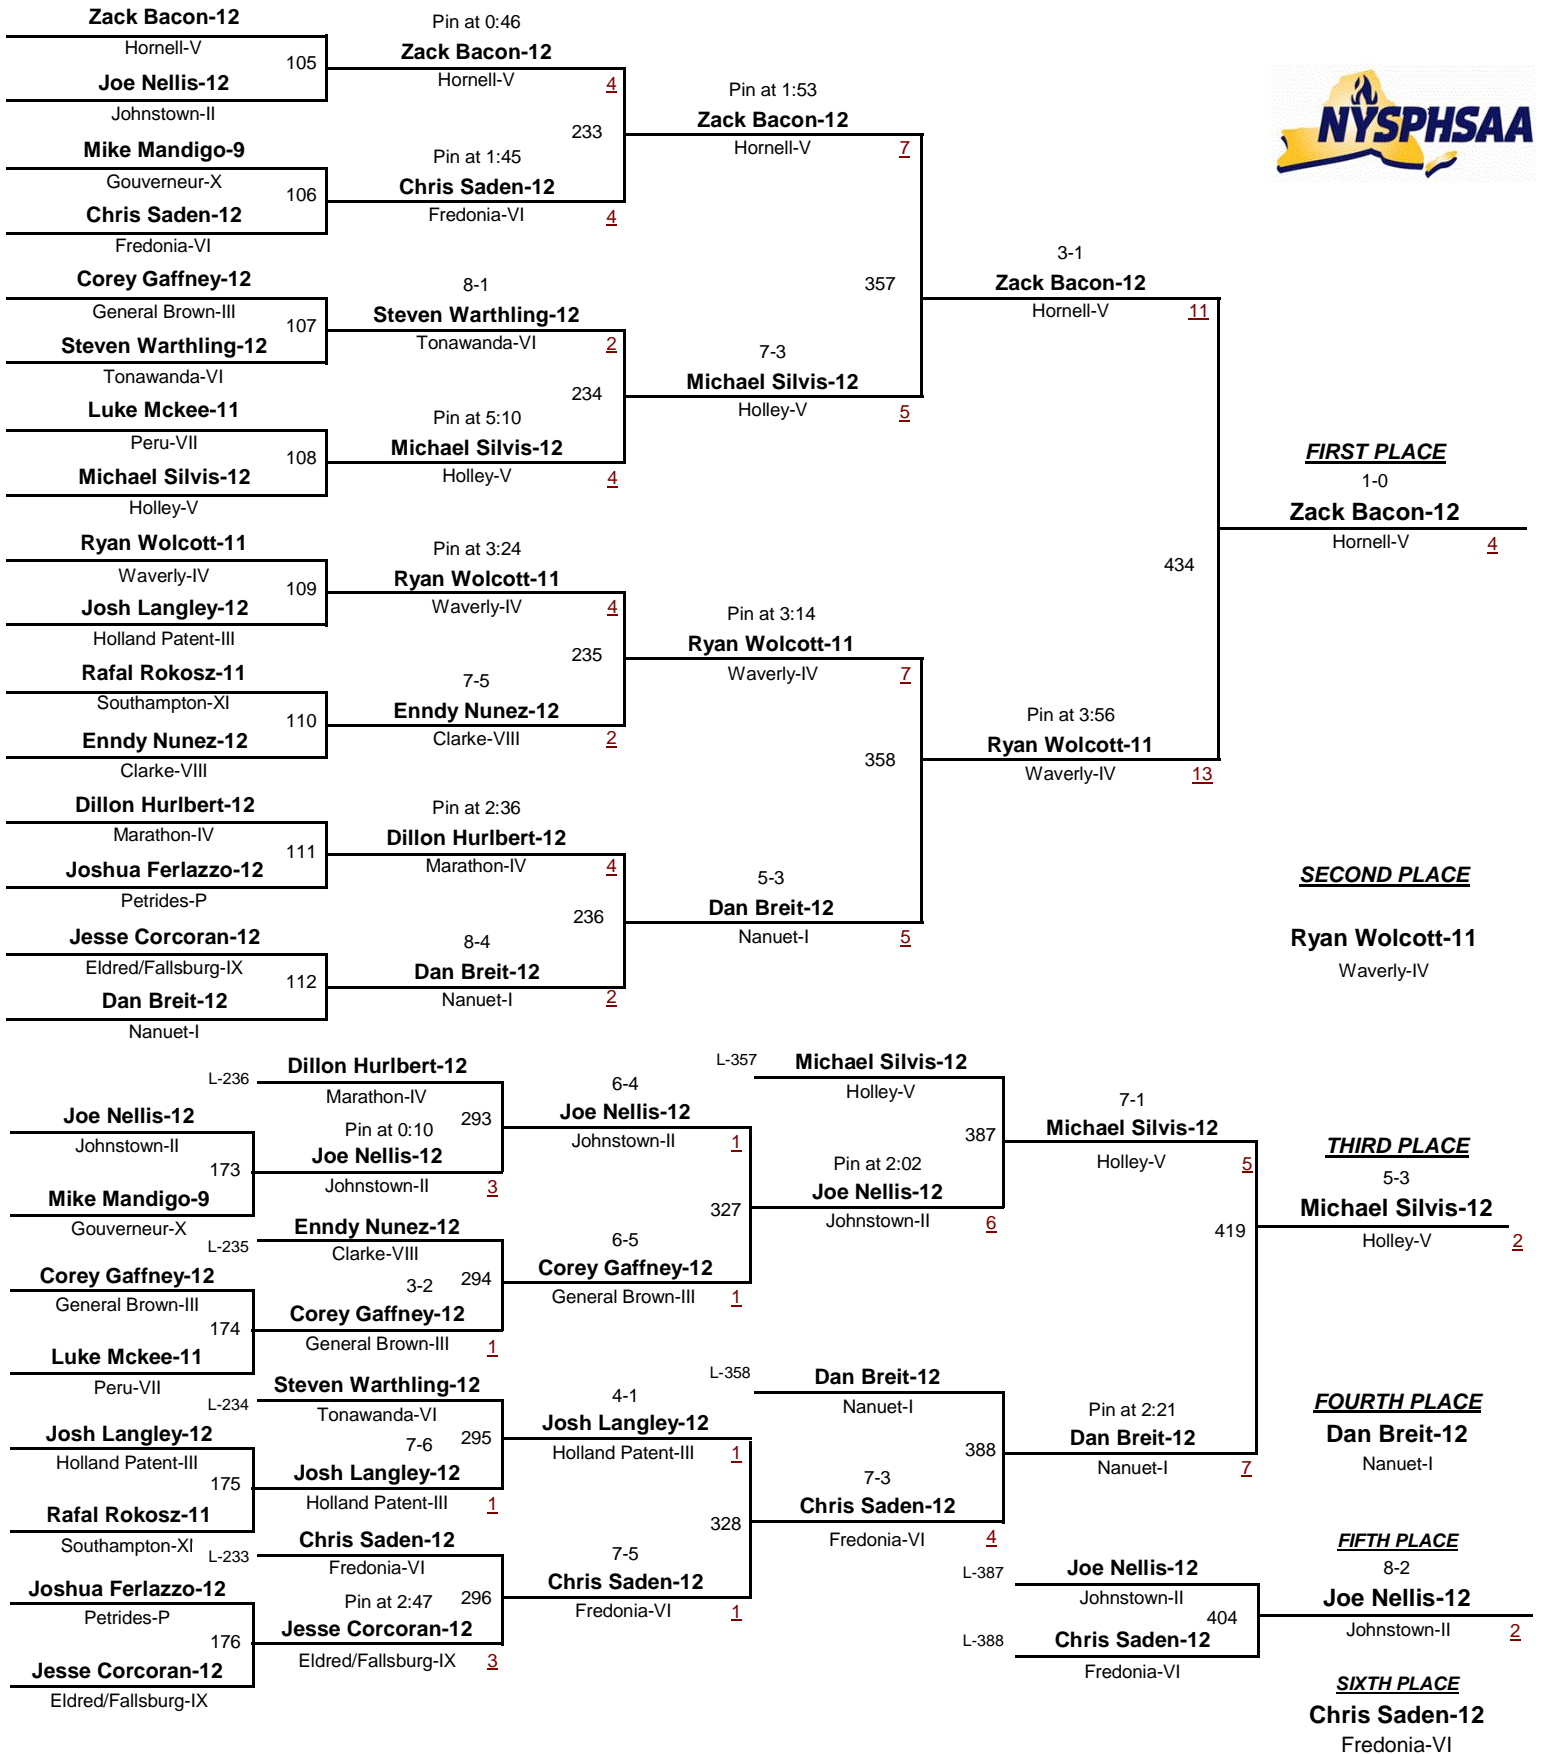 Zack Bacon-12
Hornell-V
105
Joe Nellis-12
Johnstown-II
Mike Mandigo-9
Gouverneur-X
106
Chris Saden-12
Fredonia-VI
Corey Gaffney-12
General Brown-III
107
Steven Warthling-12
Tonawanda-VI
Luke Mckee-11
Peru-VII
108
Michael Silvis-12
Holley-V
Ryan Wolcott-11
Waverly-IV
109
Josh Langley-12
Holland Patent-III
Rafal Rokosz-11
Southampton-XI
110
Enndy Nunez-12
Clarke-VIII
Dillon Hurlbert-12
Marathon-IV
111
Joshua Ferlazzo-12
Petrides-P
Jesse Corcoran-12
Eldred/Fallsburg-IX
112
Dan Breit-12
Nanuet-I
Pin at 0:46
Zack Bacon-12
Hornell-V
4
233
Pin at 1:45
Chris Saden-12
Fredonia-VI
4
8-1
Steven Warthling-12
Tonawanda-VI
2
234
Pin at 5:10
Michael Silvis-12
Holley-V
4
Pin at 3:24
Ryan Wolcott-11
Waverly-IV
4
235
7-5
Enndy Nunez-12
Clarke-VIII
2
Pin at 2:36
Dillon Hurlbert-12
Marathon-IV
4
236
8-4
Dan Breit-12
Nanuet-I
2
Pin at 1:53
Zack Bacon-12
Hornell-V
7
357
7-3
Michael Silvis-12
Holley-V
5
Pin at 3:14
Ryan Wolcott-11
Waverly-IV
7
358
5-3
Dan Breit-12
Nanuet-I
5
3-1
Zack Bacon-12
Hornell-V
11
434
Pin at 3:56
Ryan Wolcott-11
Waverly-IV
13
NYSPHSAA
FIRST PLACE
1-0
Zack Bacon-12
Hornell-V
4
SECOND PLACE
Ryan Wolcott-11
Waverly-IV
Joe Nellis-12
Johnstown-II
173
Mike Mandigo-9
Gouverneur-X
Corey Gaffney-12
General Brown-III
174
Luke Mckee-11
Peru-VII
Josh Langley-12
Holland Patent-III
175
Rafal Rokosz-11
Southampton-XI
Joshua Ferlazzo-12
Petrides-P
176
Jesse Corcoran-12
Eldred/Fallsburg-IX
L-236
Dillon Hurlbert-12
Marathon-IV
293
Pin at 0:10
Joe Nellis-12
Johnstown-II
3
L-235
Enndy Nunez-12
Clarke-VIII
294
3-2
Corey Gaffney-12
General Brown-III
1
L-234
Steven Warthling-12
Tonawanda-VI
295
7-6
Josh Langley-12
Holland Patent-III
1
L-233
Chris Saden-12
Fredonia-VI
296
Pin at 2:47
Jesse Corcoran-12
Eldred/Fallsburg-IX
3
6-4
Joe Nellis-12
Johnstown-II
1
327
6-5
Corey Gaffney-12
General Brown-III
1
4-1
Josh Langley-12
Holland Patent-III
1
328
7-5
Chris Saden-12
Fredonia-VI
1
L-357
Michael Silvis-12
Holley-V
387
Pin at 2:02
Joe Nellis-12
Johnstown-II
6
L-358
Dan Breit-12
Nanuet-I
388
7-3
Chris Saden-12
Fredonia-VI
4
7-1
Michael Silvis-12
Holley-V
5
419
Pin at 2:21
Dan Breit-12
Nanuet-I
7
L-387
Joe Nellis-12
Johnstown-II
404
L-388
Chris Saden-12
Fredonia-VI
THIRD PLACE
5-3
Michael Silvis-12
Holley-V
2
FOURTH PLACE
Dan Breit-12
Nanuet-I
FIFTH PLACE
8-2
Joe Nellis-12
Johnstown-II
2
SIXTH PLACE
Chris Saden-12
Fredonia-VI